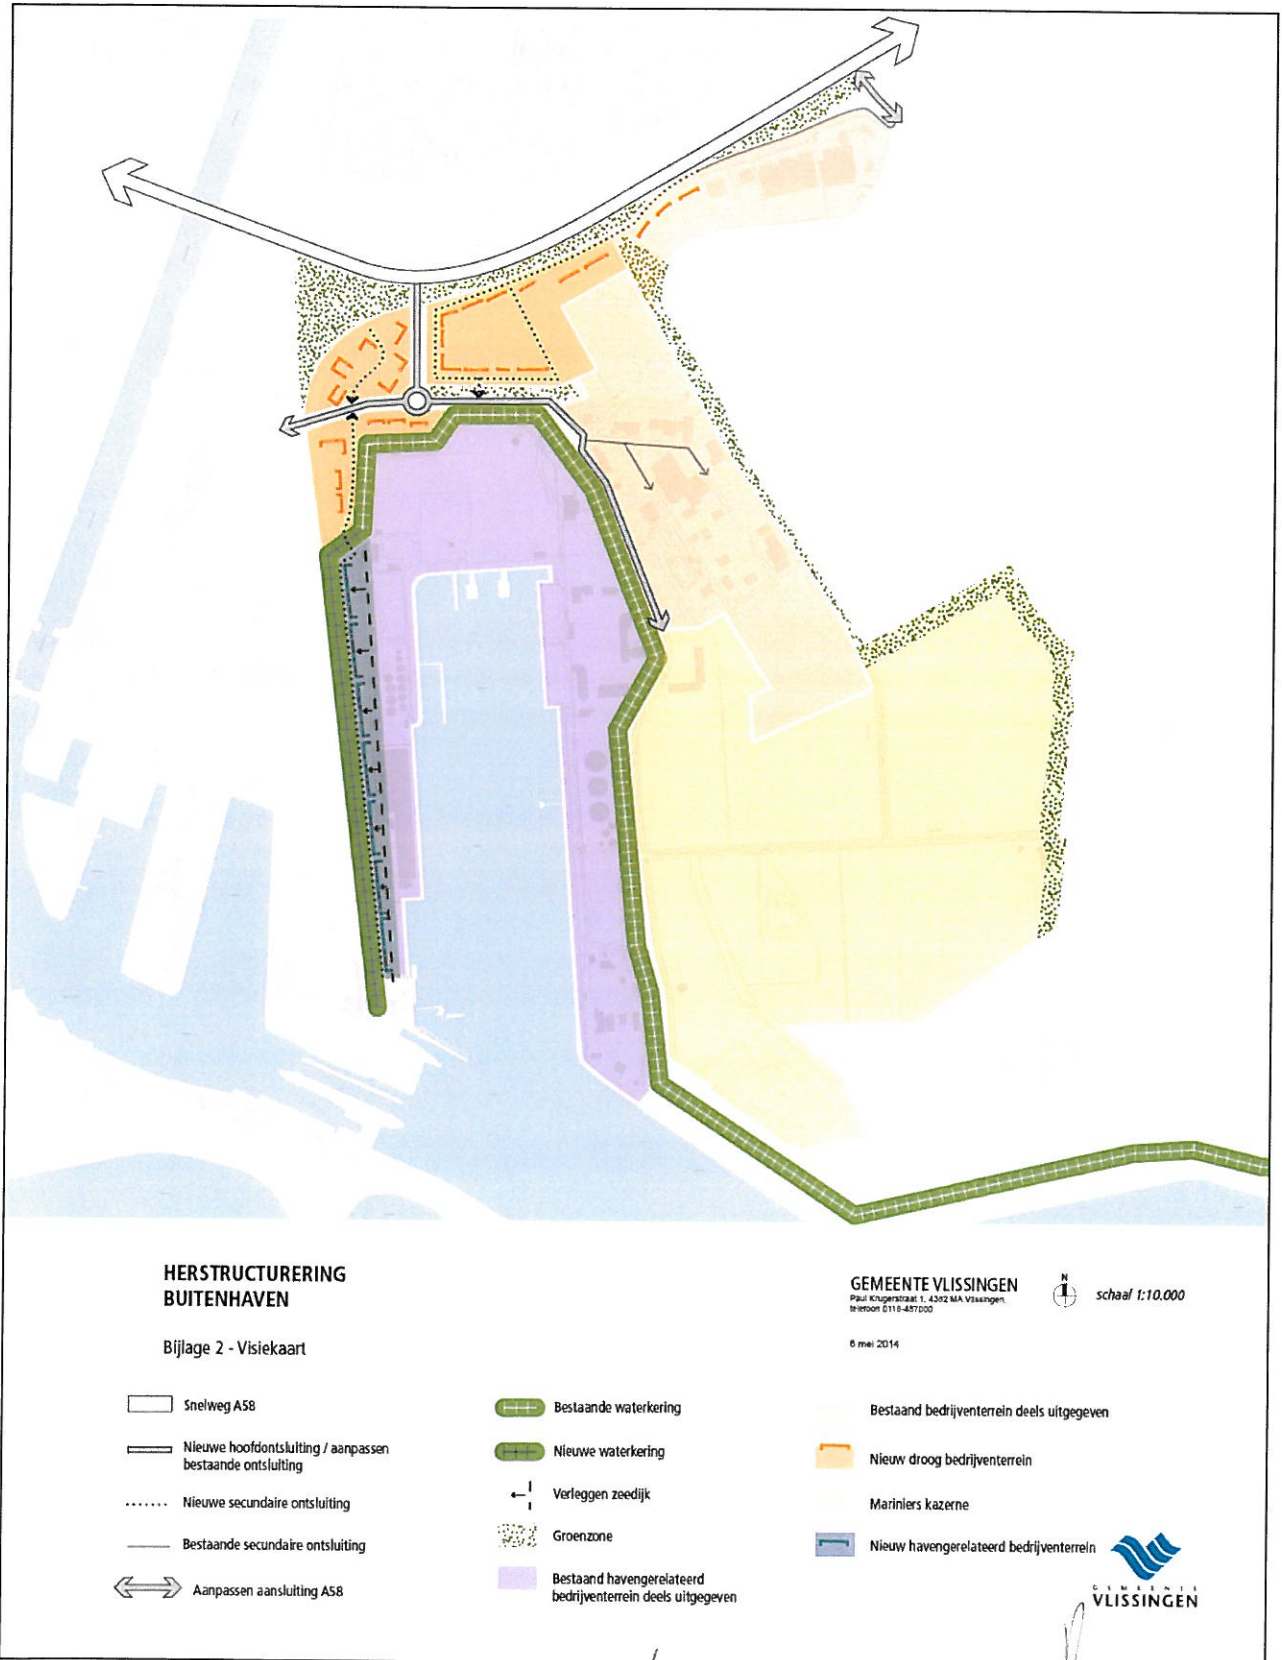 HERSTRUCTURERING
BUITENHAVEN
Bijlage 2 - Visiekaart
GEMEENTE VLISSINGEN
Paul Krugerstraat 1, 4382 MA Vlissingen,
telefoon 0118-487000
6 mei 2014
N
schaal 1:10.000
Snelweg A58
Nieuwe hoofdontsluiting / aanpassen
bestaande ontsluiting
Nieuwe secundaire ontsluiting
Bestaande secundaire ontsluiting
Aanpassen aansluiting A58
Bestaande waterkering
Nieuwe waterkering
Verleggen zeedijk
Groenzone
Bestaand havengerelateerd
bedrijventerrein deels uitgegeven
Bestaand bedrijventerrein deels uitgegeven
Nieuw droog bedrijventerrein
Mariniers kazerne
Nieuw havengerelateerd bedrijventerrein
GEMEENTE
VLISSINGEN